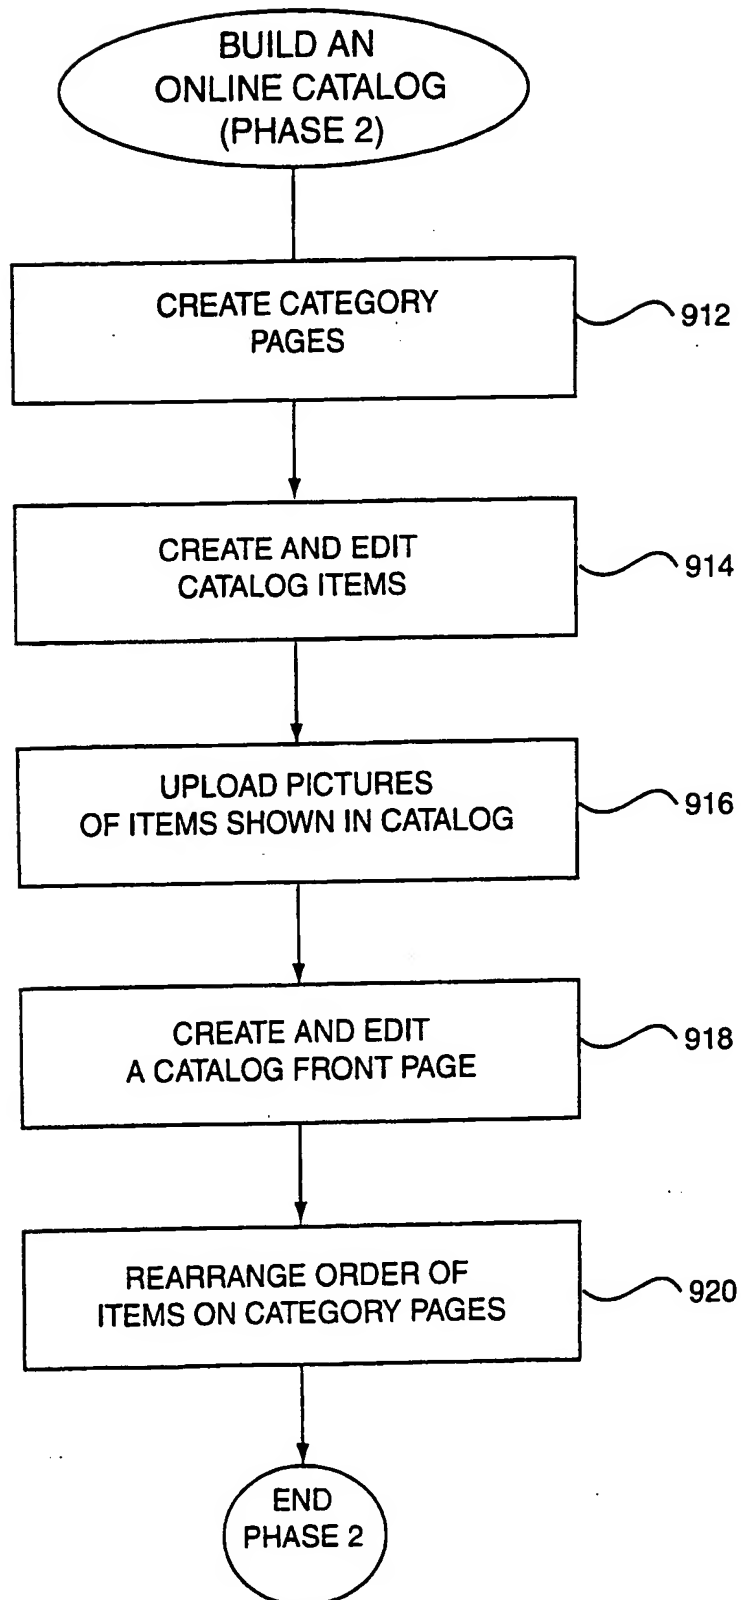 BUILD AN
ONLINE CATALOG
(PHASE 2)
CREATE CATEGORY
PAGES
912
CREATE AND EDIT
CATALOG ITEMS
914
UPLOAD PICTURES
OF ITEMS SHOWN IN CATALOG
916
CREATE AND EDIT
A CATALOG FRONT PAGE
918
REARRANGE ORDER OF
ITEMS ON CATEGORY PAGES
920
END
PHASE 2